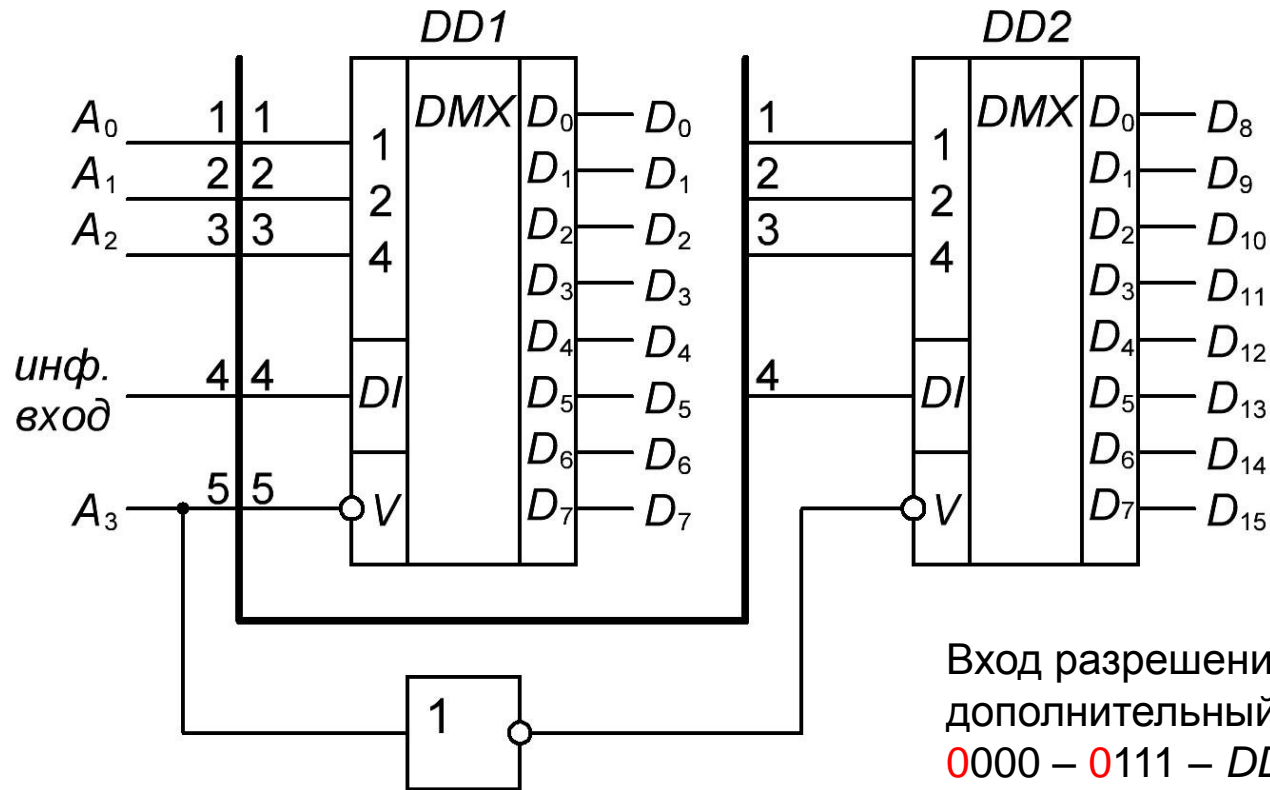 DD1 DD2
A₀ 1 1 1 DMX D₀ D₀ 1 1 DMX D₀ D₈
A₁ 2 2 2 D₁ D₁ 2 2 D₁ D₉
A₂ 3 3 4 D₂ D₂ 3 4 D₂ D₁₀
D₃ D₃ D₃ D₁₁
D₄ D₄ D₄ D₁₂
инф.
вход 4 4 DI D₅ D₅ 4 DI D₅ D₁₃
D₆ D₆ D₆ D₁₄
A₃ 5 5 V D₇ D₇ V D₇ D₁₅
1
Вход
дополнительный
0000 – 0111 –